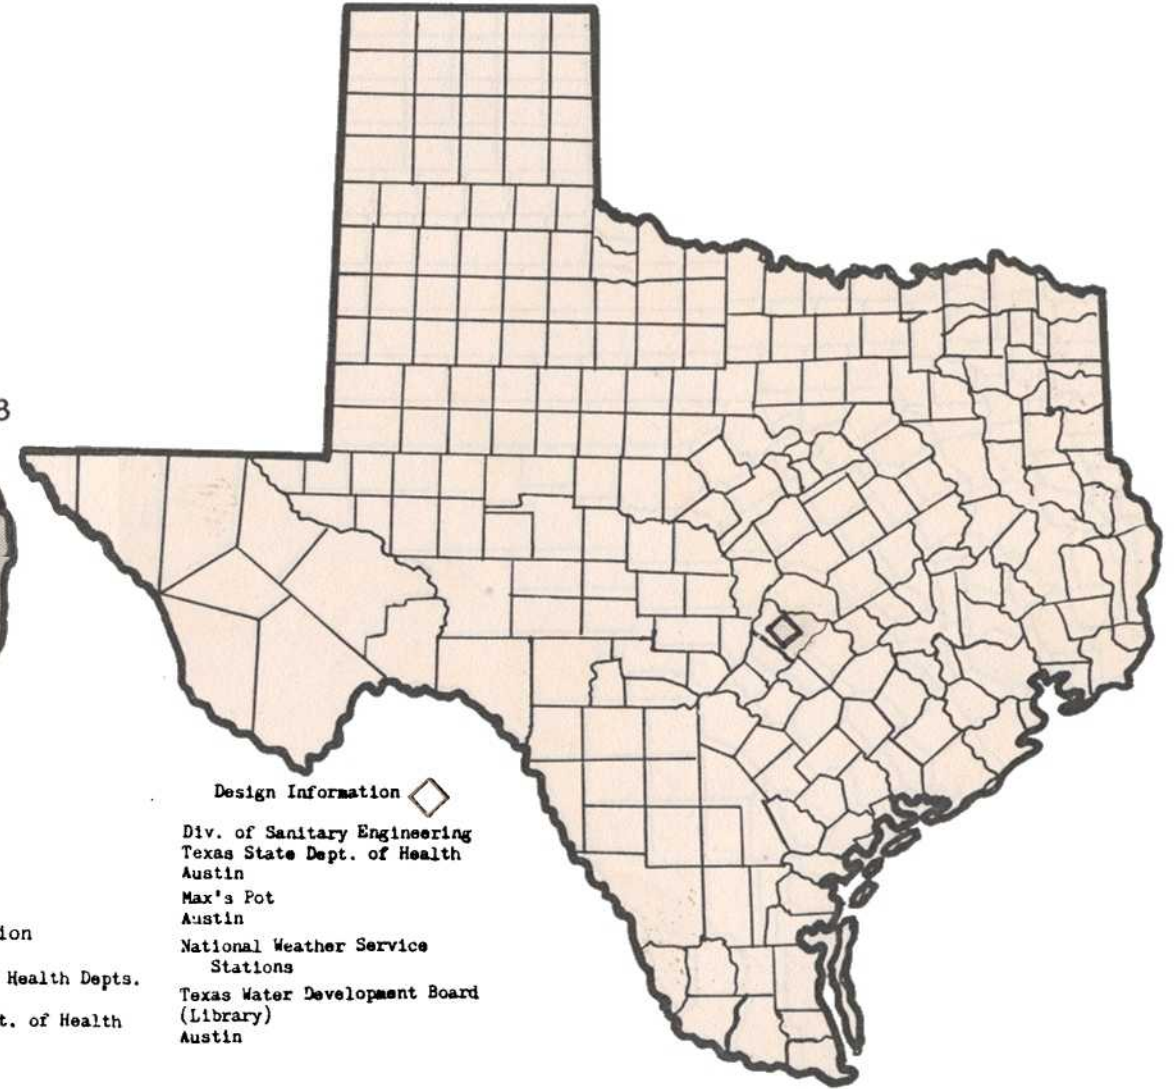 3
Design Information
Div. of Sanitary Engineering
Texas State Dept. of Health
Austin
Max's Pot
Austin
National Weather Service
Stations
Texas Water Development Board
(Library)
Austin
ion
Health Depts.
t. of Health